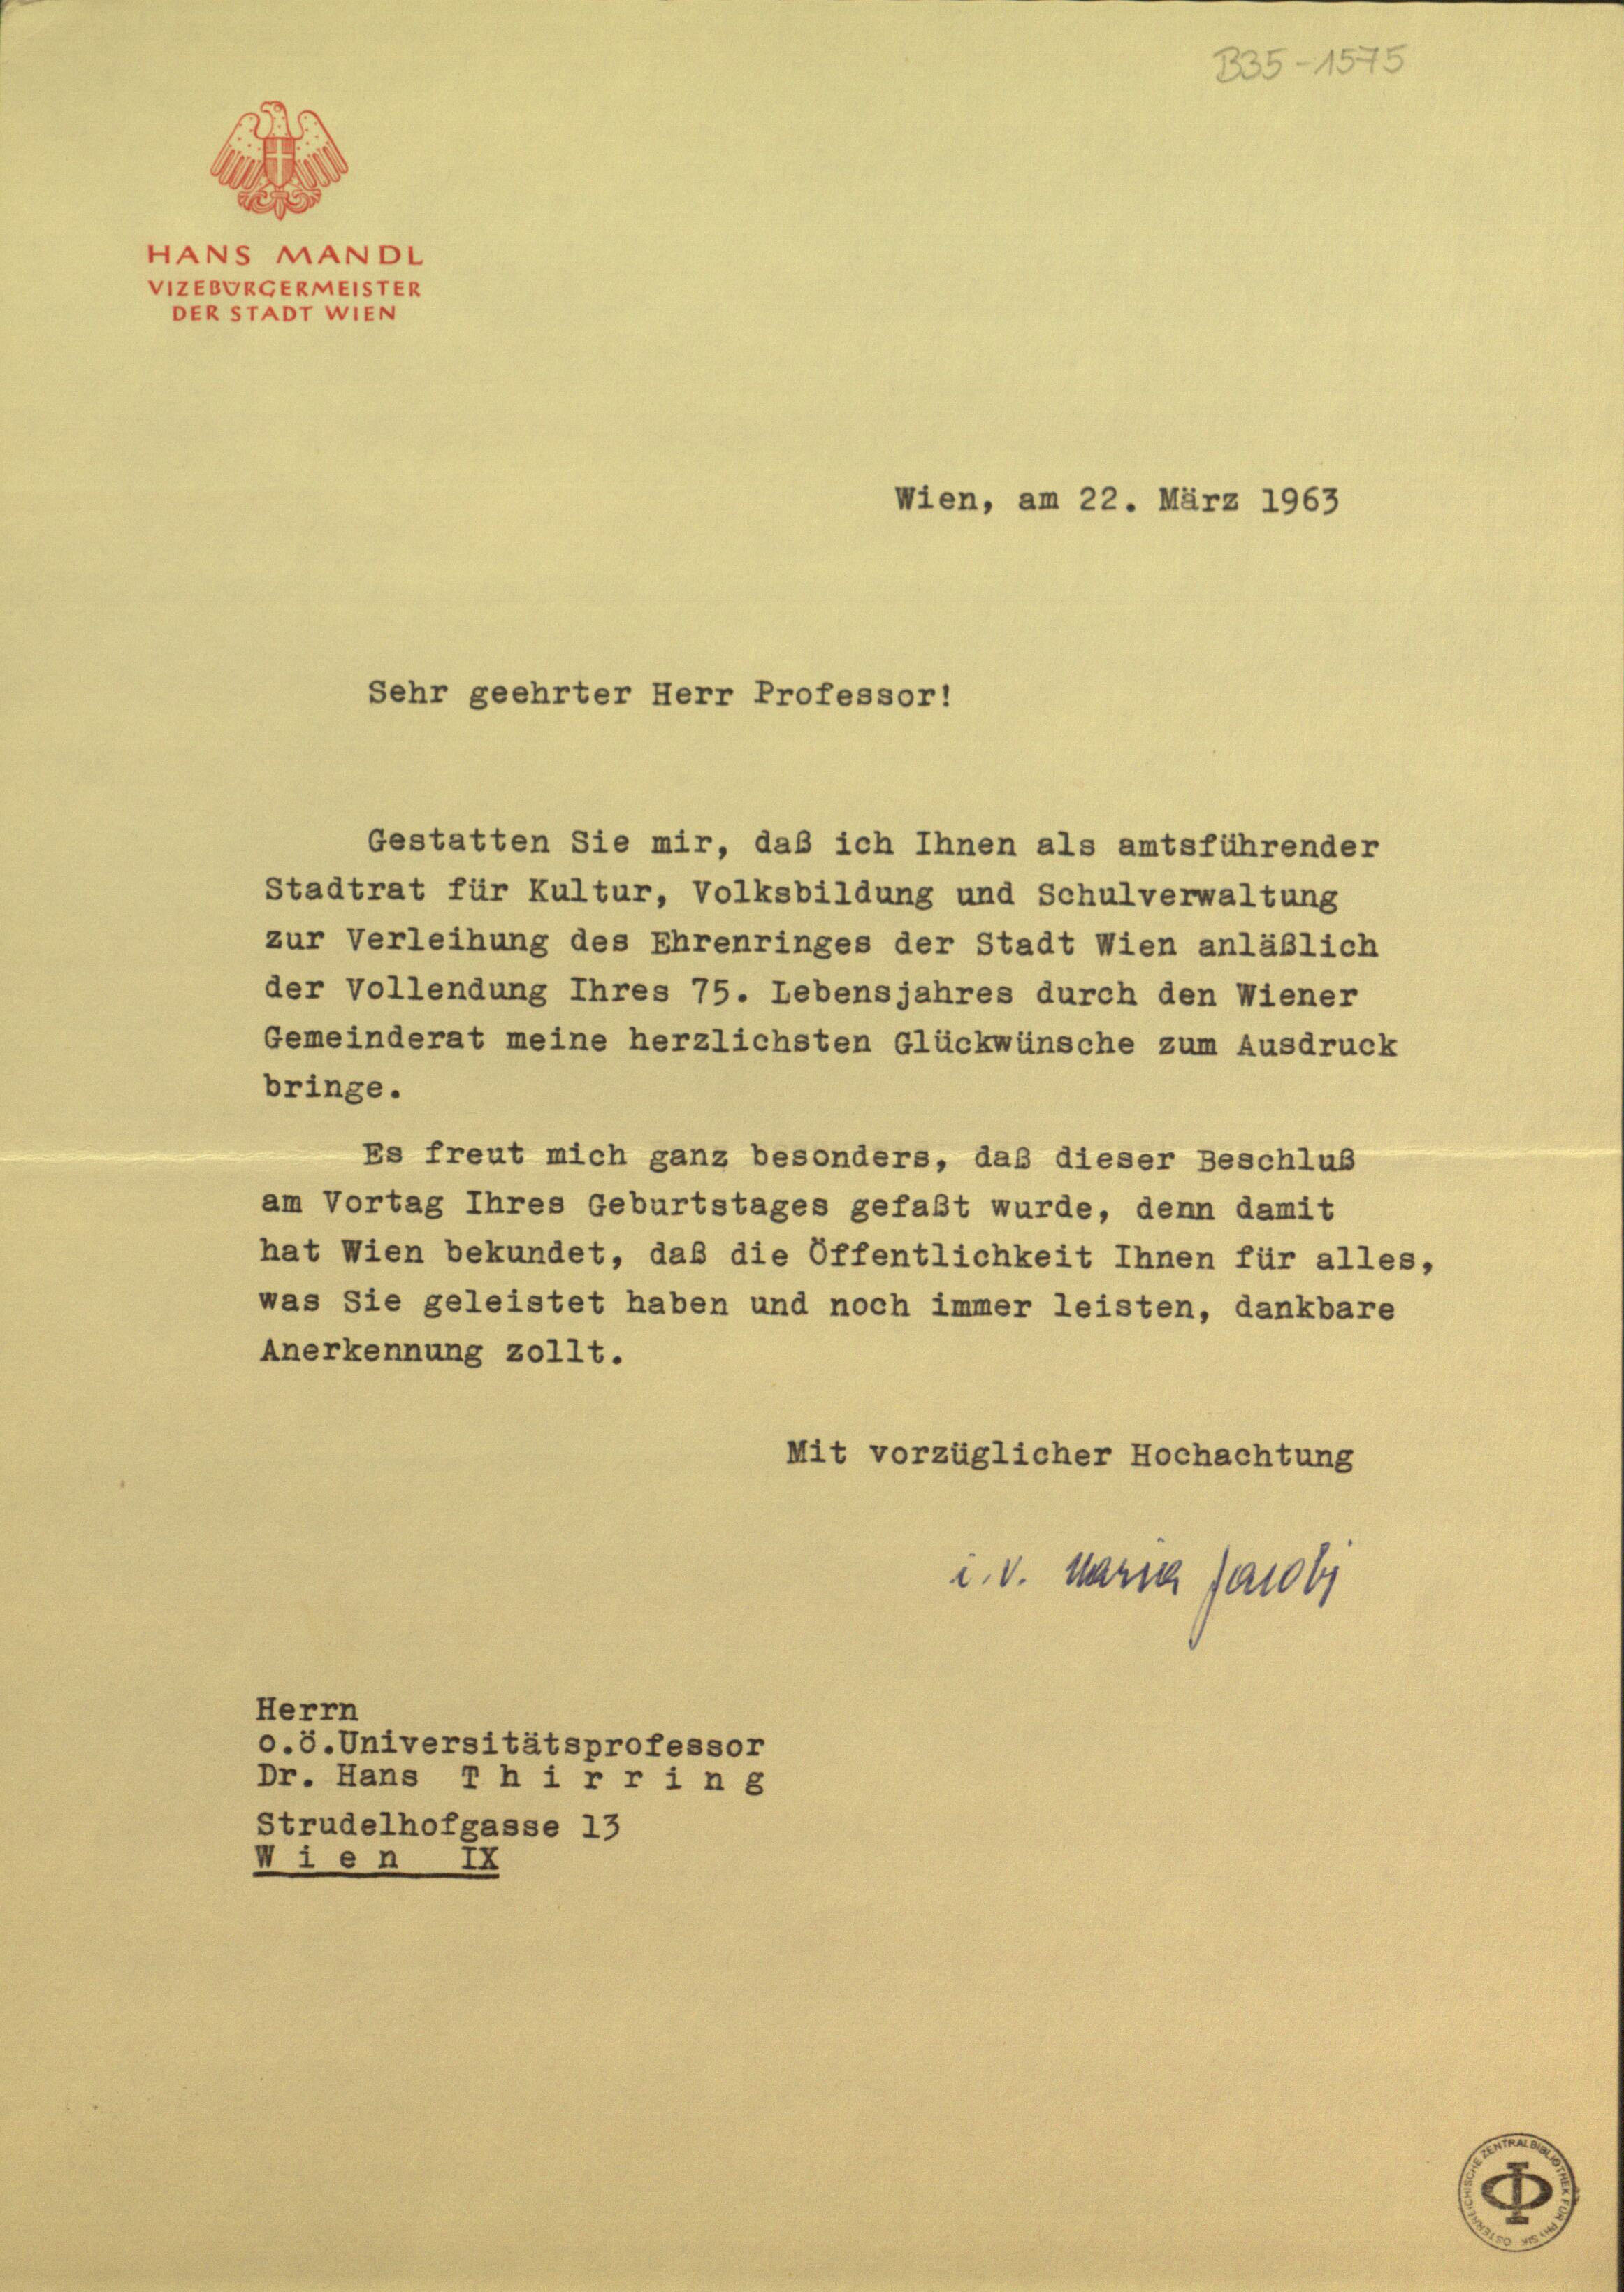 B35-1575
HANS MANDL
VIZEBÜRGERMEISTER
DER STADT WIEN
Wien, am 22. März 1963
Sehr geehrter Herr Professor!
Gestatten Sie mir, daß ich Ihnen als amtsführender
Stadtrat für Kultur, Volksbildung und Schulverwaltung
zur Verleihung des Ehrenringes der Stadt Wien anläßlich
der Vollendung Ihres 75. Lebensjahres durch den Wiener
Gemeinderat meine herzlichsten Glückwünsche zum Ausdruck
bringe.
Es freut mich ganz besonders, daß dieser Beschluß
am Vortag Ihres Geburtstages gefaßt wurde, denn damit
hat Wien bekundet, daß die Öffentlichkeit Ihnen für alles,
was Sie geleistet haben und noch immer leisten, dankbare
Anerkennung zollt.
Mit vorzüglicher Hochachtung
i.V. Maria Jacobi
Herrn
o.ö.Universitätsprofessor
Dr. Hans T h i r r i n g
Strudelhofgasse 13
W i e n IX
ÖSTERREICHISCHE ZENTRALBIBLIOTHEK FÜR PHYSIK